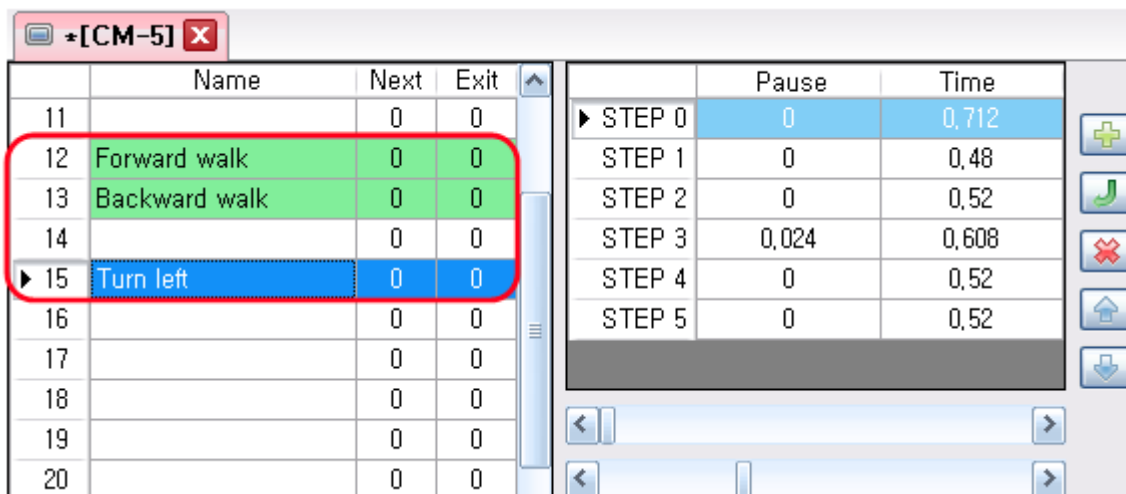 *[CM-5]
Name Next Exit
11 0 0
12 Forward walk 0 0
13 Backward walk 0 0
14 0 0
15 Turn left 0 0
16 0 0
17 0 0
18 0 0
19 0 0
20 0 0
Pause Time
STEP 0 0 0,712
STEP 1 0 0,48
STEP 2 0 0,52
STEP 3 0,024 0,608
STEP 4 0 0,52
STEP 5 0 0,52